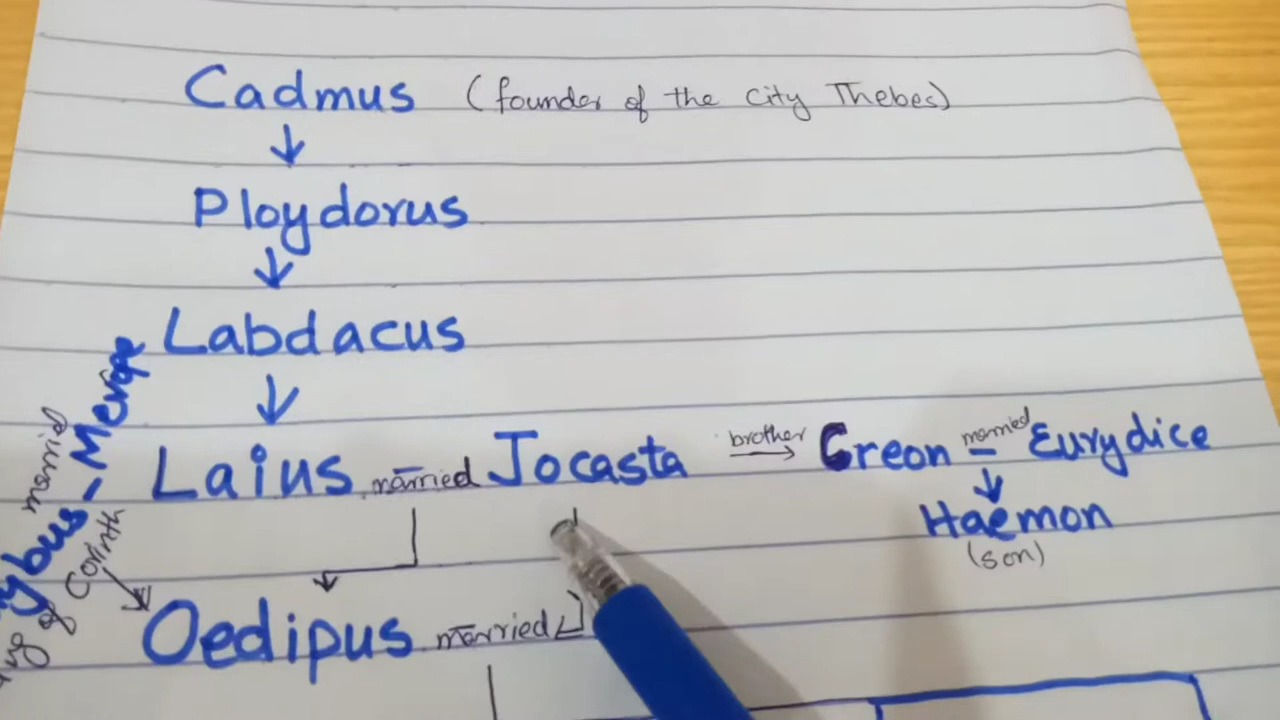 Cadmus (founder of the City Thebes)
Ploydorus
Labdacus
Laius married Jocasta brother Creon - married Eurydice
Haemon
(son)
Oedipus married
- Merope
married
of Corinth